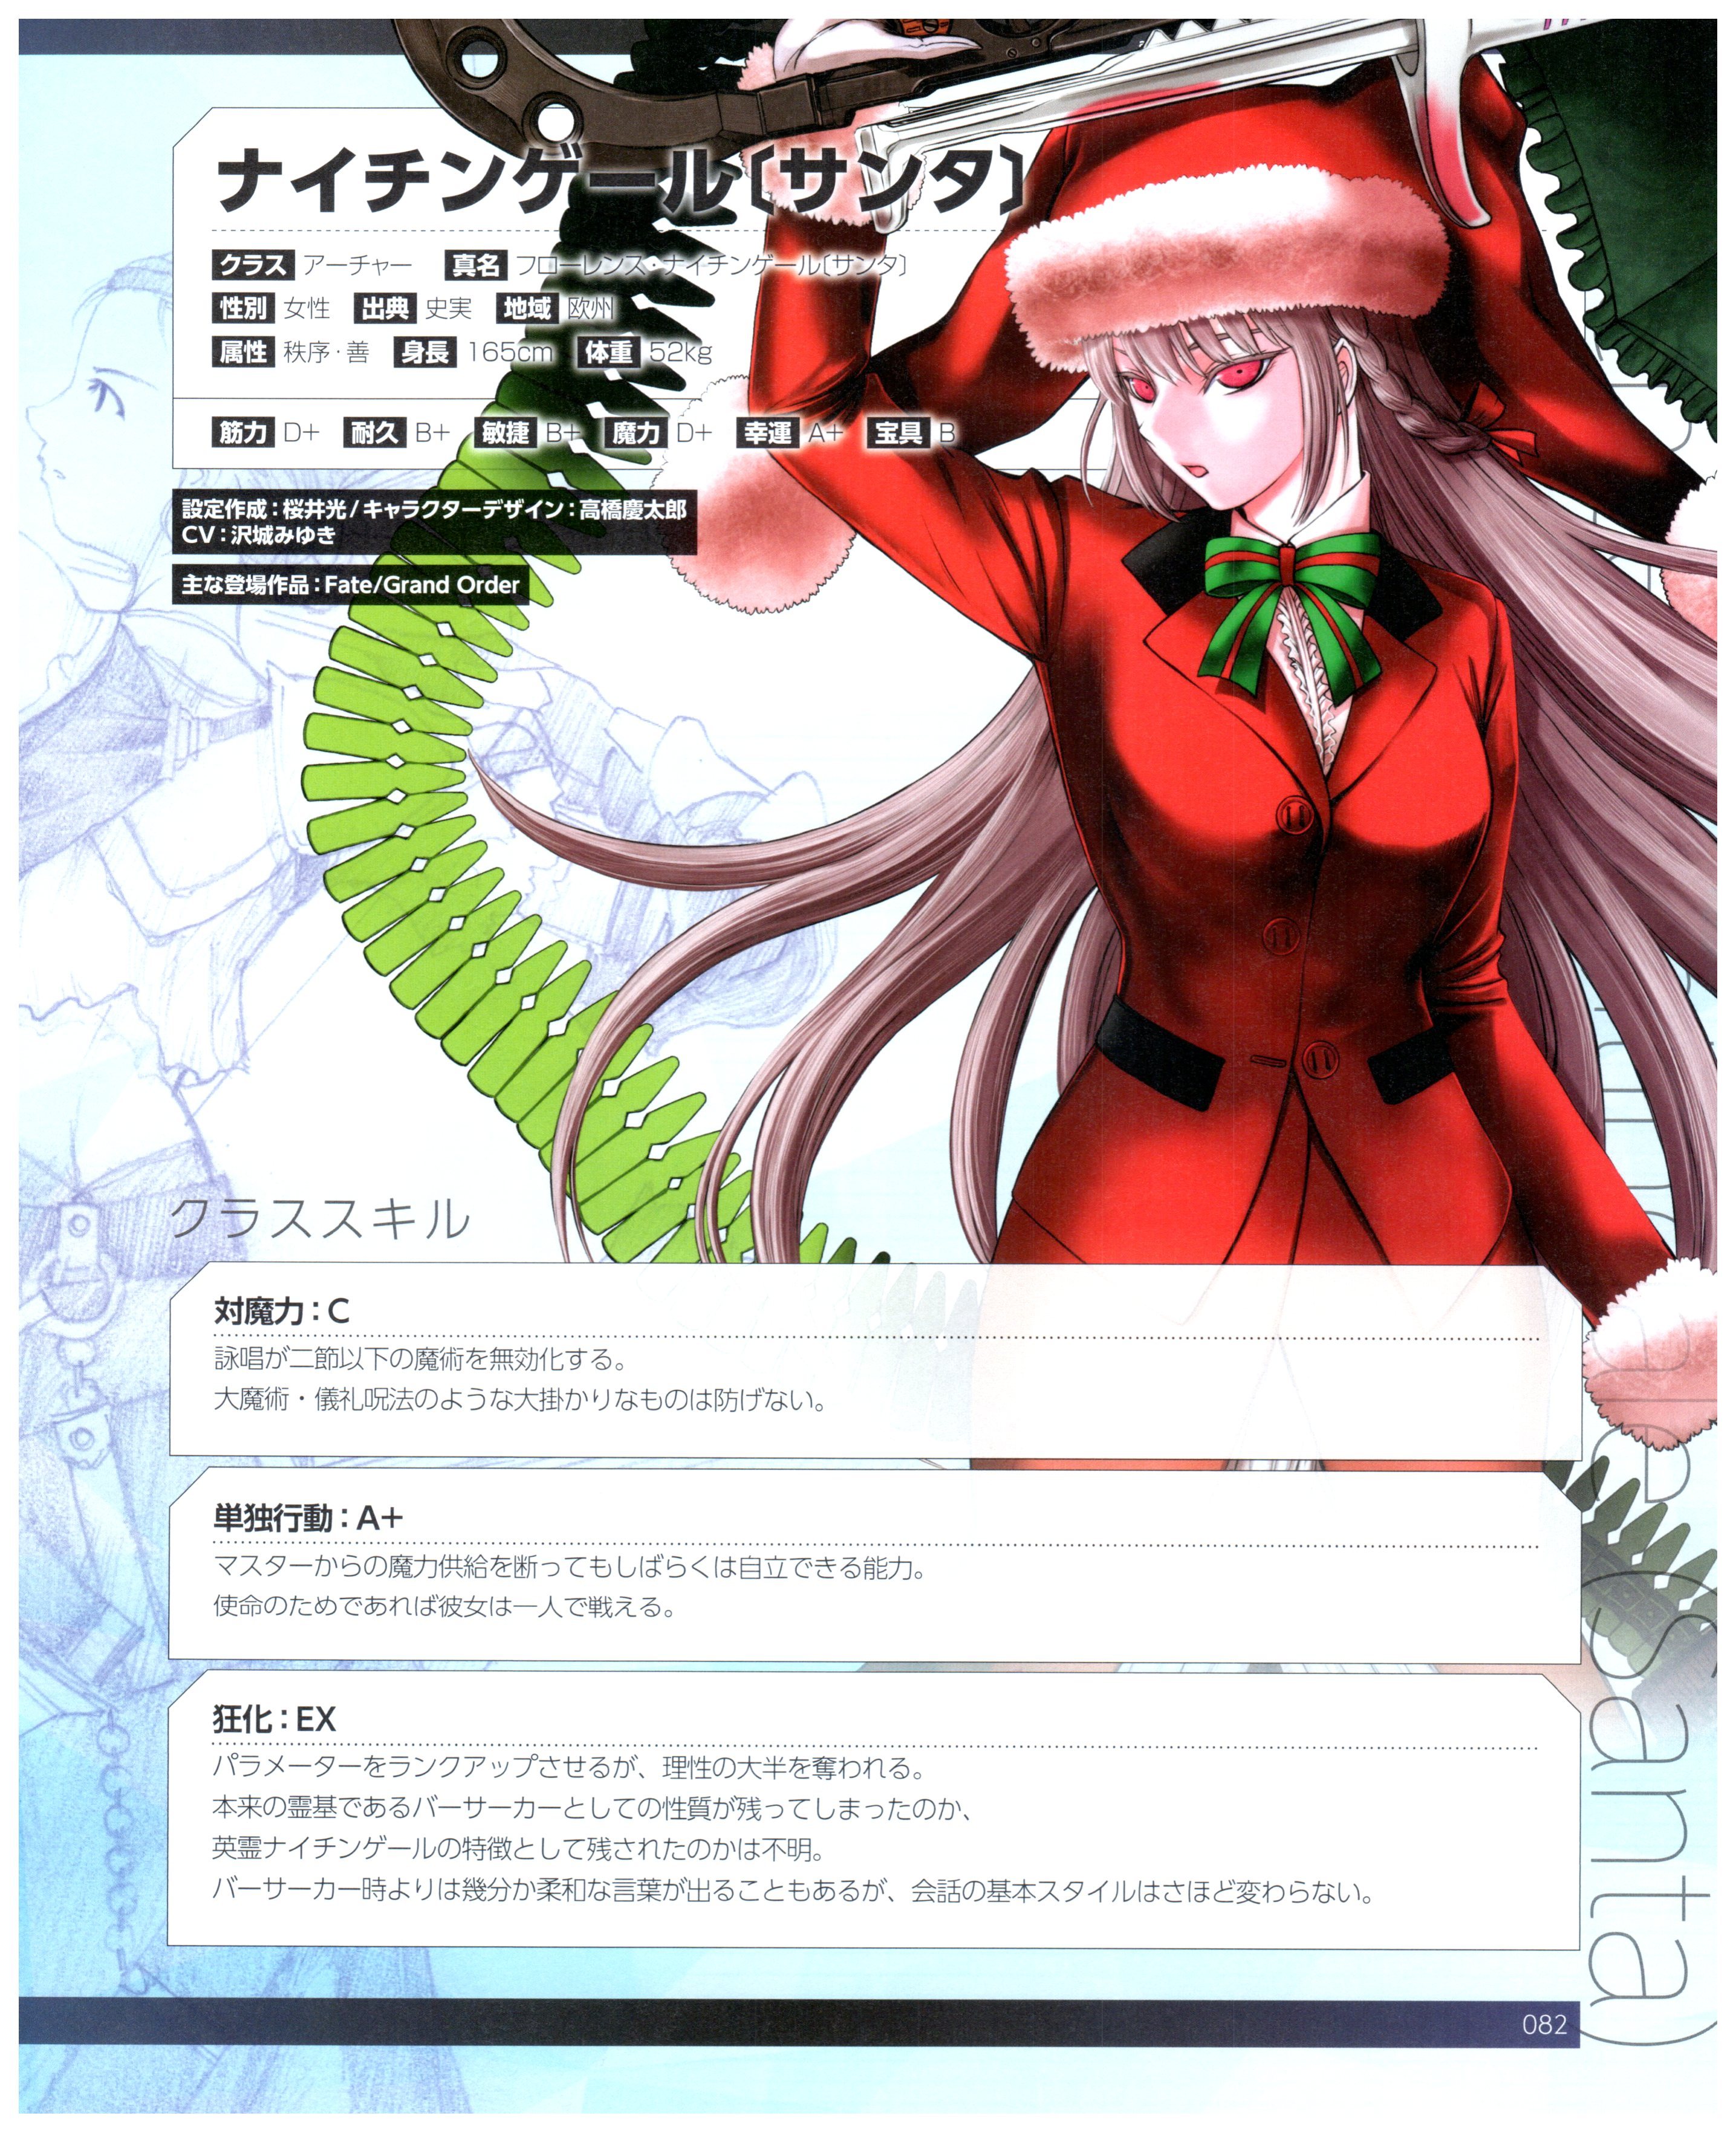 ナイチンゲール〔サンタ〕
クラス アーチャー 真名 フローレンス・ナイチンゲール〔サンタ〕
性別 女性 出典 史実 地域 欧州
属性 秩序・善 身長 165cm 体重 52kg
筋力 D+ 耐久 B+ 敏捷 B+ 魔力 D+ 幸運 A+ 宝具 B
設定作成：桜井光/キャラクターデザイン：高橋慶太郎
CV：沢城みゆき
主な登場作品：Fate/Grand Order
クラススキル
対魔力：C
詠唱が二節以下の魔術を無効化する。
大魔術・儀礼呪法のような大掛かりなものは防げない。
単独行動：A+
マスターからの魔力供給を断ってもしばらくは自立できる能力。
使命のためであれば彼女は一人で戦える。
狂化：EX
パラメーターをランクアップさせるが、理性の大半を奪われる。
本来の霊基であるバーサーカーとしての性質が残ってしまったのか、
英霊ナイチンゲールの特徴として残されたのかは不明。
バーサーカー時よりは幾分か柔和な言葉が出ることもあるが、会話の基本スタイルはさほど変わらない。
(Santa)
082